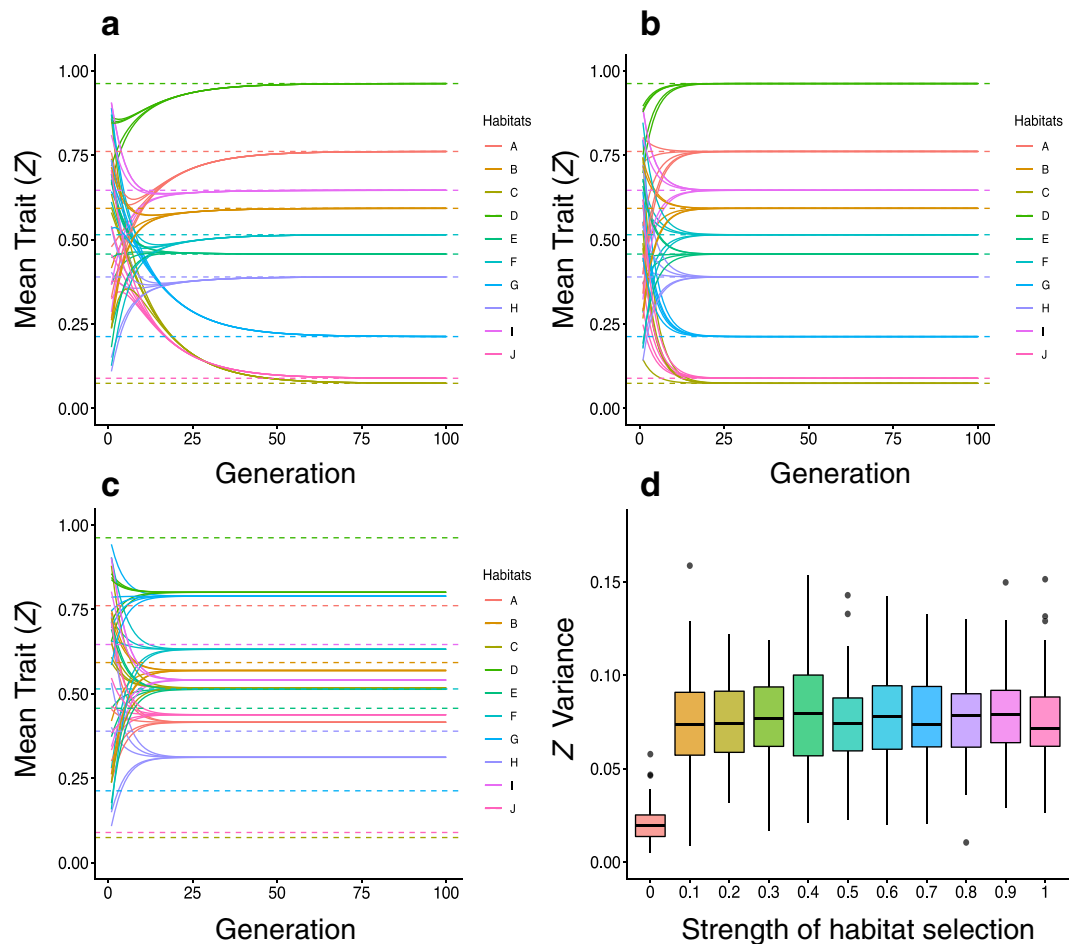 a
Mean Trait (Z̅)
1.00
0.75
0.50
0.25
0.00
0
25
50
75
100
Generation
Habitats
A
B
C
D
E
F
G
H
I
J
b
Mean Trait (Z̅)
1.00
0.75
0.50
0.25
0.00
0
25
50
75
100
Generation
Habitats
A
B
C
D
E
F
G
H
I
J
c
Mean Trait (Z̅)
1.00
0.75
0.50
0.25
0.00
0
25
50
75
100
Generation
Habitats
A
B
C
D
E
F
G
H
I
J
d
Z Variance
0.15
0.10
0.05
0.00
0
0.1
0.2
0.3
0.4
0.5
0.6
0.7
0.8
0.9
1
Strength of habitat selection